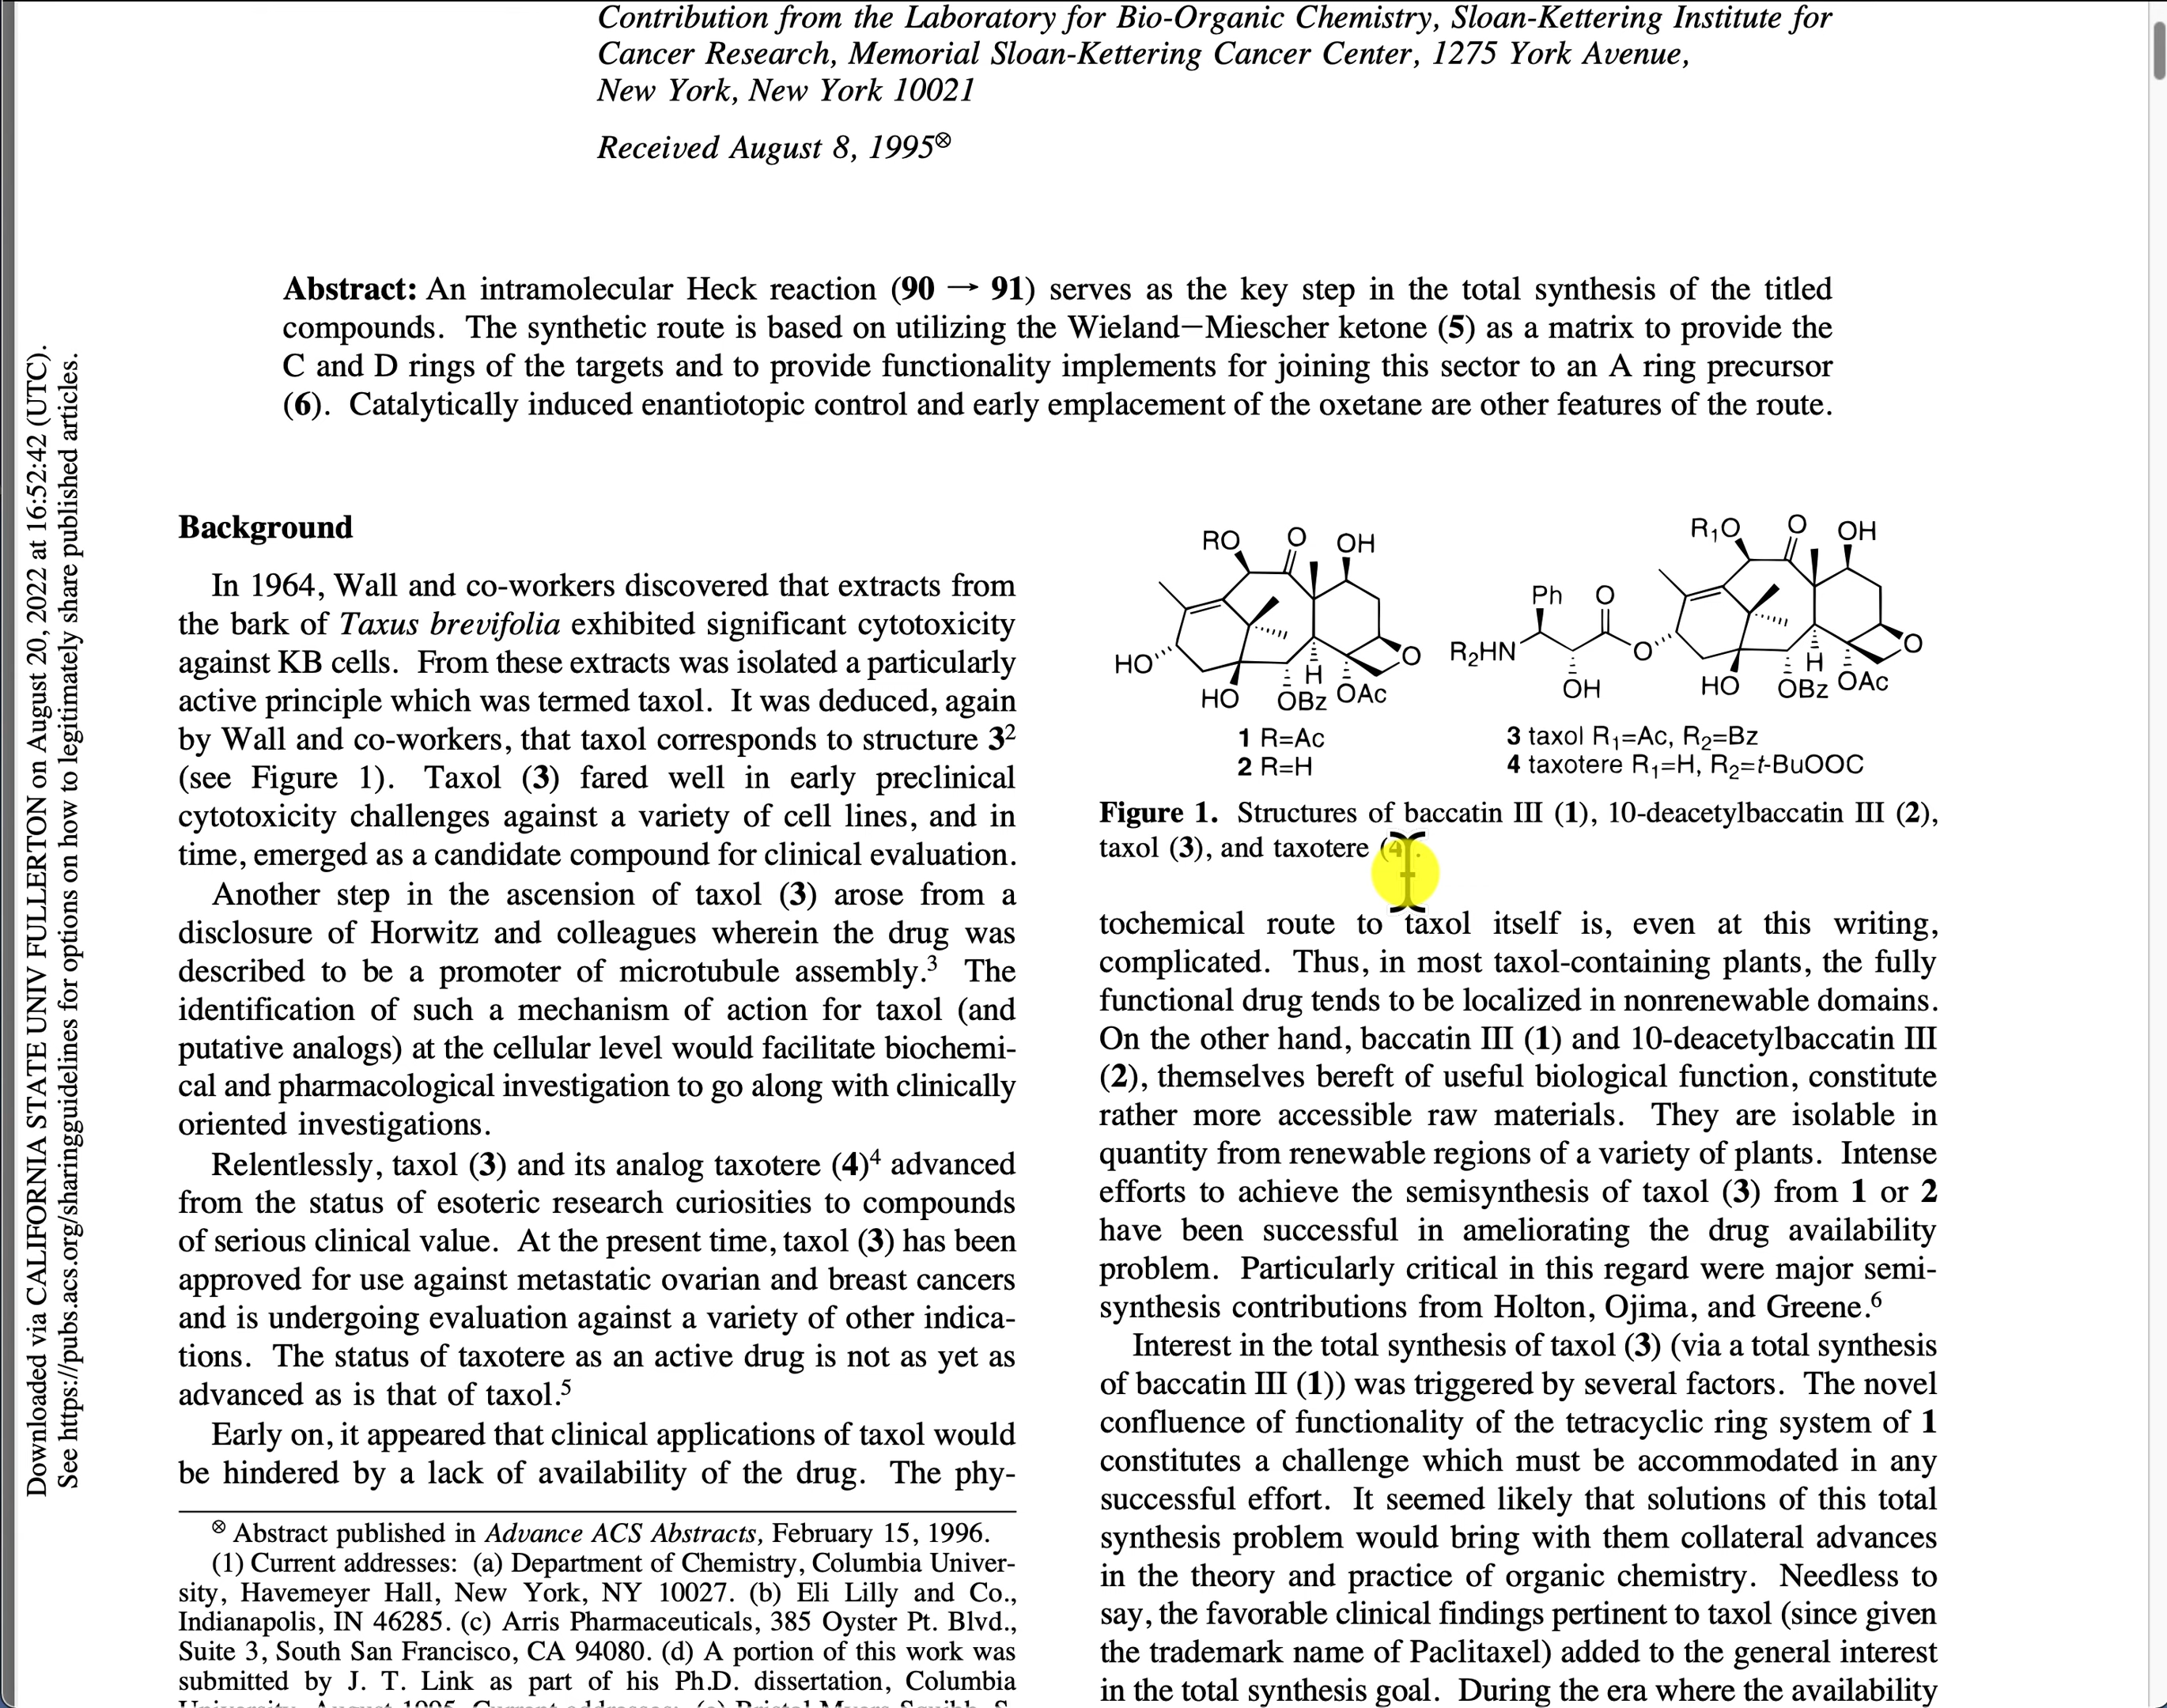 Contribution from the Laboratory for Bio-Organic Chemistry, Sloan-Kettering Institute for
Cancer Research, Memorial Sloan-Kettering Cancer Center, 1275 York Avenue,
New York, New York 10021
Received August 8, 1995⊗
Abstract: An intramolecular Heck reaction (90 → 91) serves as the key step in the total synthesis of the titled
compounds. The synthetic route is based on utilizing the Wieland−Miescher ketone (5) as a matrix to provide the
C and D rings of the targets and to provide functionality implements for joining this sector to an A ring precursor
(6). Catalytically induced enantiotopic control and early emplacement of the oxetane are other features of the route.
Downloaded via CALIFORNIA STATE UNIV FULLERTON on August 20, 2022 at 16:52:42 (UTC).
See https://pubs.acs.org/sharingguidelines for options on how to legitimately share published articles.
Background
In 1964, Wall and co-workers discovered that extracts from
the bark of Taxus brevifolia exhibited significant cytotoxicity
against KB cells. From these extracts was isolated a particularly
active principle which was termed taxol. It was deduced, again
by Wall and co-workers, that taxol corresponds to structure 3²
(see Figure 1). Taxol (3) fared well in early preclinical
cytotoxicity challenges against a variety of cell lines, and in
time, emerged as a candidate compound for clinical evaluation.
Another step in the ascension of taxol (3) arose from a
disclosure of Horwitz and colleagues wherein the drug was
described to be a promoter of microtubule assembly.³ The
identification of such a mechanism of action for taxol (and
putative analogs) at the cellular level would facilitate biochemi-
cal and pharmacological investigation to go along with clinically
oriented investigations.
Relentlessly, taxol (3) and its analog taxotere (4)⁴ advanced
from the status of esoteric research curiosities to compounds
of serious clinical value. At the present time, taxol (3) has been
approved for use against metastatic ovarian and breast cancers
and is undergoing evaluation against a variety of other indica-
tions. The status of taxotere as an active drug is not as yet as
advanced as is that of taxol.⁵
Early on, it appeared that clinical applications of taxol would
be hindered by a lack of availability of the drug. The phy-
⊗ Abstract published in Advance ACS Abstracts, February 15, 1996.
(1) Current addresses: (a) Department of Chemistry, Columbia Univer-
sity, Havemeyer Hall, New York, NY 10027. (b) Eli Lilly and Co.,
Indianapolis, IN 46285. (c) Arris Pharmaceuticals, 385 Oyster Pt. Blvd.,
Suite 3, South San Francisco, CA 94080. (d) A portion of this work was
submitted by J. T. Link as part of his Ph.D. dissertation, Columbia
RO O OH
HO HO OBz H OAc O
1 R=Ac
2 R=H
R₁O O OH
Ph O
R₂HN OH O HO OBz H OAc O
3 taxol R₁=Ac, R₂=Bz
4 taxotere R₁=H, R₂=t-BuOOC
Figure 1. Structures of baccatin III (1), 10-deacetylbaccatin III (2),
taxol (3), and taxotere (4).
tochemical route to taxol itself is, even at this writing,
complicated. Thus, in most taxol-containing plants, the fully
functional drug tends to be localized in nonrenewable domains.
On the other hand, baccatin III (1) and 10-deacetylbaccatin III
(2), themselves bereft of useful biological function, constitute
rather more accessible raw materials. They are isolable in
quantity from renewable regions of a variety of plants. Intense
efforts to achieve the semisynthesis of taxol (3) from 1 or 2
have been successful in ameliorating the drug availability
problem. Particularly critical in this regard were major semi-
synthesis contributions from Holton, Ojima, and Greene.⁶
Interest in the total synthesis of taxol (3) (via a total synthesis
of baccatin III (1)) was triggered by several factors. The novel
confluence of functionality of the tetracyclic ring system of 1
constitutes a challenge which must be accommodated in any
successful effort. It seemed likely that solutions of this total
synthesis problem would bring with them collateral advances
in the theory and practice of organic chemistry. Needless to
say, the favorable clinical findings pertinent to taxol (since given
the trademark name of Paclitaxel) added to the general interest
in the total synthesis goal. During the era where the availability